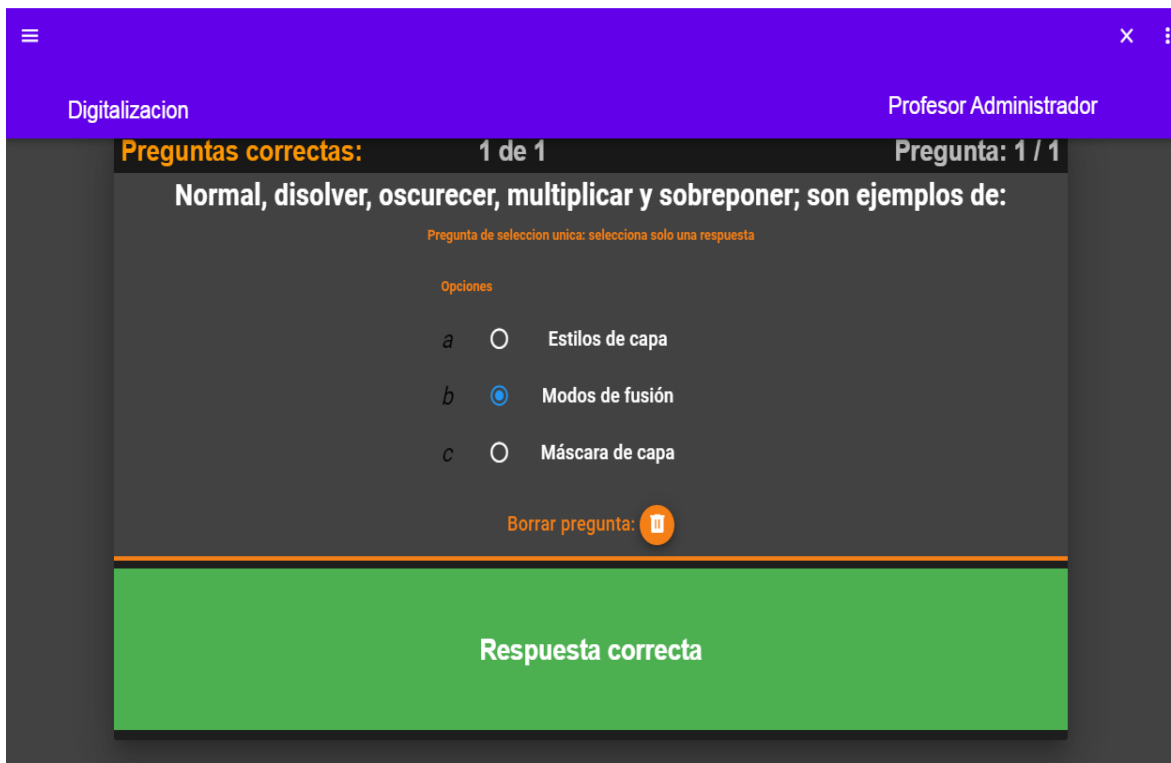 Digitalizacion
Profesor Administrador
Preguntas correctas: 1 de 1 Pregunta: 1 / 1
Normal, disolver, oscurecer, multiplicar y sobreponer; son ejemplos de:
Pregunta de seleccion unica: selecciona solo una respuesta
Opciones
a Estilos de capa
b Modos de fusión
c Máscara de capa
Borrar pregunta:
Respuesta correcta